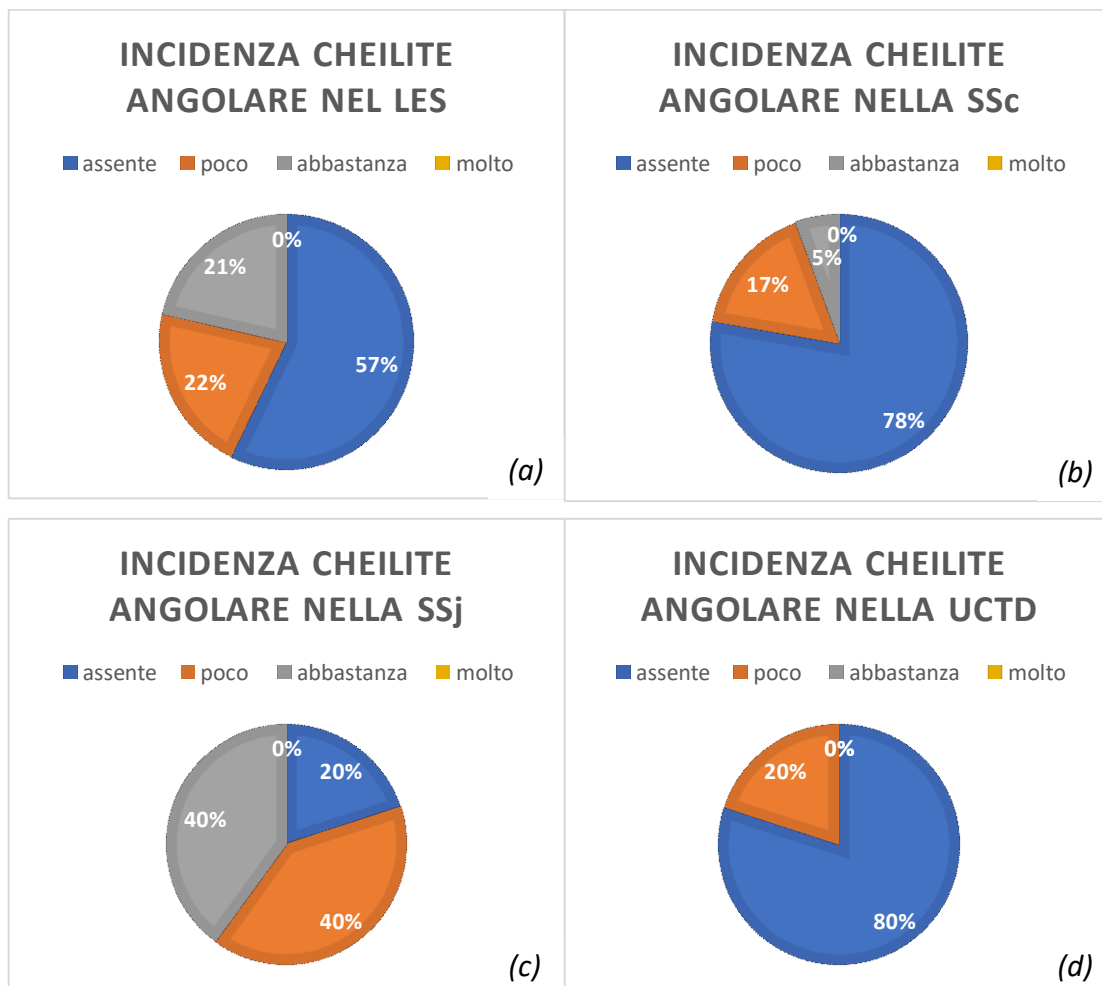 INCIDENZA CHEILITE
ANGOLARE NEL LES
assente poco abbastanza molto
0%
21%
57%
22%
(a)
INCIDENZA CHEILITE
ANGOLARE NELLA SSc
assente poco abbastanza molto
0%
5%
17%
78%
(b)
INCIDENZA CHEILITE
ANGOLARE NELLA SSj
assente poco abbastanza molto
0%
20%
40%
40%
(c)
INCIDENZA CHEILITE
ANGOLARE NELLA UCTD
assente poco abbastanza molto
0%
20%
80%
(d)